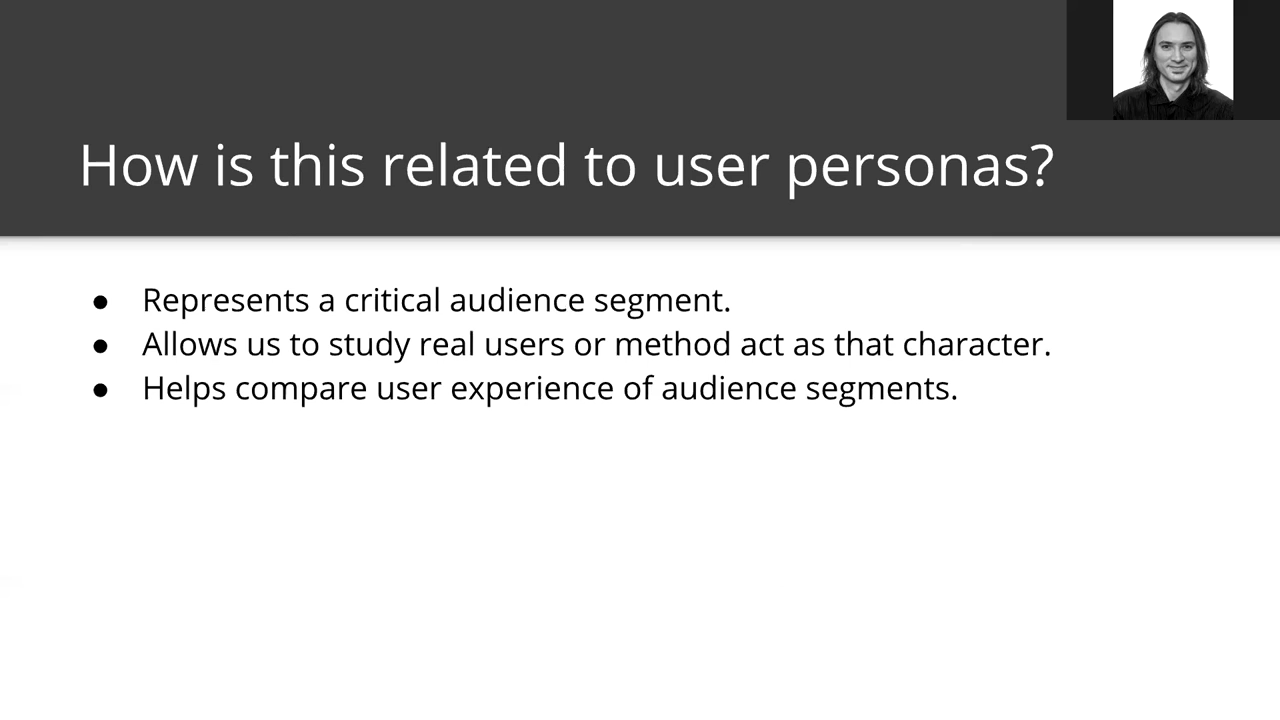 How is this related to user personas?
● Represents a critical audience segment.
● Allows us to study real users or method act as that character.
● Helps compare user experience of audience segments.